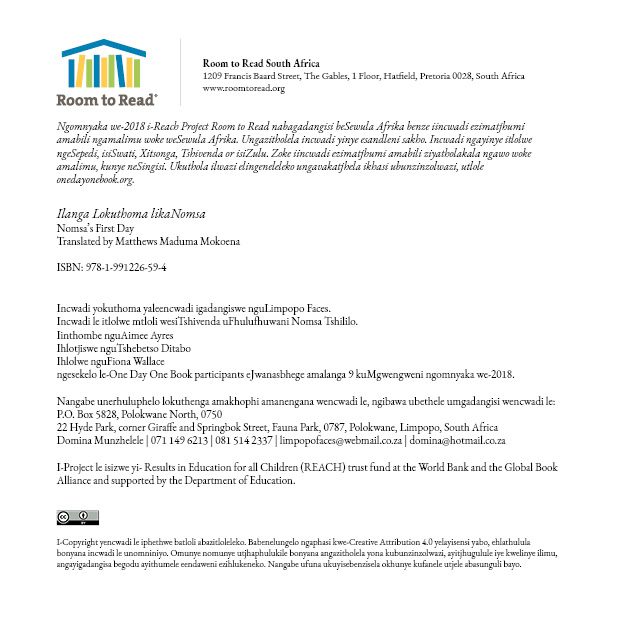 Room to Read®
Room to Read South Africa
1209 Francis Baard Street, The Gables, 1 Floor, Hatfield, Pretoria 0028, South Africa
www.roomtoread.org
Ngomnyaka we-2018 i-Reach Project Room to Read nabagadangisi beSewula Afrika benze iincwadi ezimatjhumi
amabili ngamalimu woke weSewula Afrika. Ungazitholela incwadi yinye esandleni sakho. Incwadi ngayinye itlolwe
ngeSepedi, isiSwati, Xitsonga, Tshivenda or isiZulu. Zoke iincwadi ezimatjhumi amabili ziyatholakala ngawo woke
amalimu, kunye neSingisi. Ukuthola ilwazi elingeneleleko ungavakatjhela ikhasi ubunzinzolwazi, utlole
onedayonebook.org.
Ilanga Lokuthoma likaNomsa
Nomsa's First Day
Translated by Matthews Maduma Mokoena
ISBN: 978-1-991226-59-4
Incwadi yokuthoma yaleencwadi igadangiswe nguLimpopo Faces.
Incwadi le itlolwe mtloli wesiTshivenda uFhulufhuwani Nomsa Tshililo.
Iinthombe nguAimee Ayres
Ihlotjiswe nguTshebetso Ditabo
Ihlolwe nguFiona Wallace
ngesekelo le-One Day One Book participants eJwanasbhege amalanga 9 kuMgwengweni ngomnyaka we-2018.
Nangabe unerhuluphelo lokuthenga amakhophi amanengana wencwadi le, ngibawa ubethele umgadangisi wencwadi le:
P.O. Box 5828, Polokwane North, 0750
22 Hyde Park, corner Giraffe and Springbok Street, Fauna Park, 0787, Polokwane, Limpopo, South Africa
Domina Munzhelele | 071 149 6213 | 081 514 2337 | limpopofaces@webmail.co.za | domina@hotmail.co.za
I-Project le isizwe yi- Results in Education for all Children (REACH) trust fund at the World Bank and the Global Book
Alliance and supported by the Department of Education.
cc BY
I-Copyright yencwadi le iphethwe batloli abazitloleleko. Babenelungelo ngaphasi kwe-Creative Attribution 4.0 yelayisensi yabo, ehlathulula
bonyana incwadi le unomniniyo. Omunye nomunye utjhaphulukile bonyana angazitholela yona kubunzinzolwazi, ayitjhugulule iye kwelinye ilimu,
angayigadangisa begodu ayithumele eendaweni ezihlukeneko. Nangabe ufuna ukuyisebenzisela okhunye kufanele utjele abasunguli bayo.